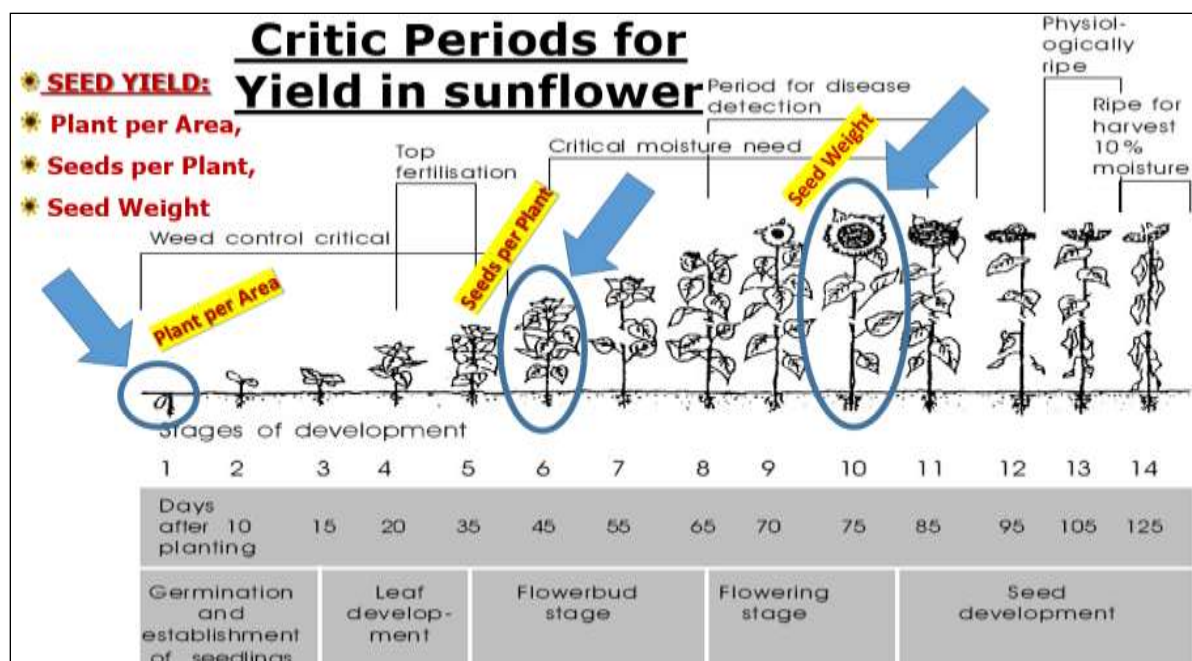 Critic Periods for
Yield in sunflower
SEED YIELD:
Plant per Area,
Seeds per Plant,
Seed Weight
Physiol-
ogically
ripe
Period for disease
detection
Ripe for
harvest
10%
moisture
Critical moisture need
Top
fertilisation
Weed control critical
Plant per Area
Seeds per Plant
Seed Weight
Stages of development
1 2 3 4 5 6 7 8 9 10 11 12 13 14
Days
after 10 15 20 35 45 55 65 70 75 85 95 105 125
planting
Germination
and
establishment
of seedlings
Leaf
develop-
ment
Flowerbud
stage
Flowering
stage
Seed
development